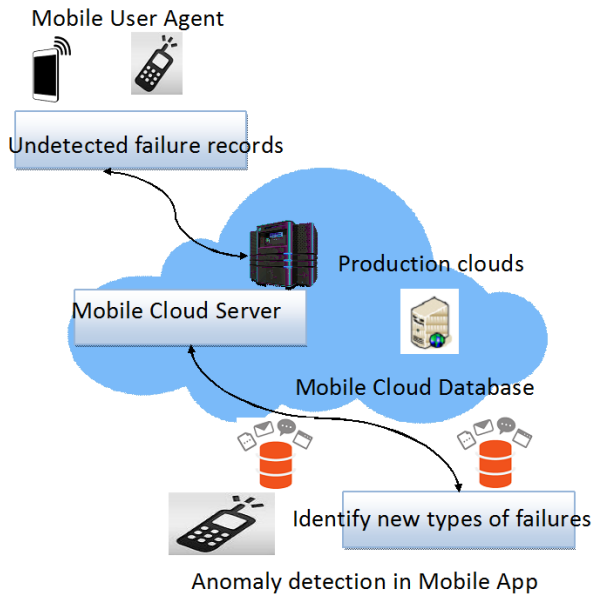 Mobile User Agent
Undetected failure records
Production clouds
Mobile Cloud Server
Mobile Cloud Database
Identify new types of failures
Anomaly detection in Mobile App